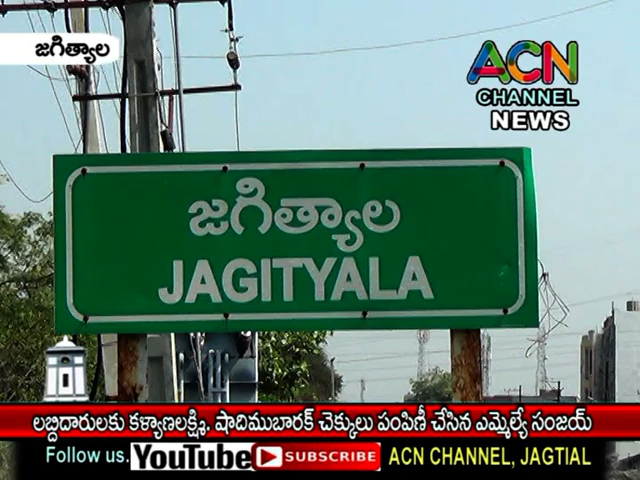 జగిత్యాల
ACN
CHANNEL
NEWS
జగిత్యాల
JAGITYALA
లబ్దిదారులకు కళ్యాణలక్ష్మి, షాదిముబారక్ చెక్కులు పంపిణీ చేసిన ఎమ్మెల్యే సంజయ్
Follow us. YouTube SUBSCRIBE ACN CHANNEL, JAGTIAL